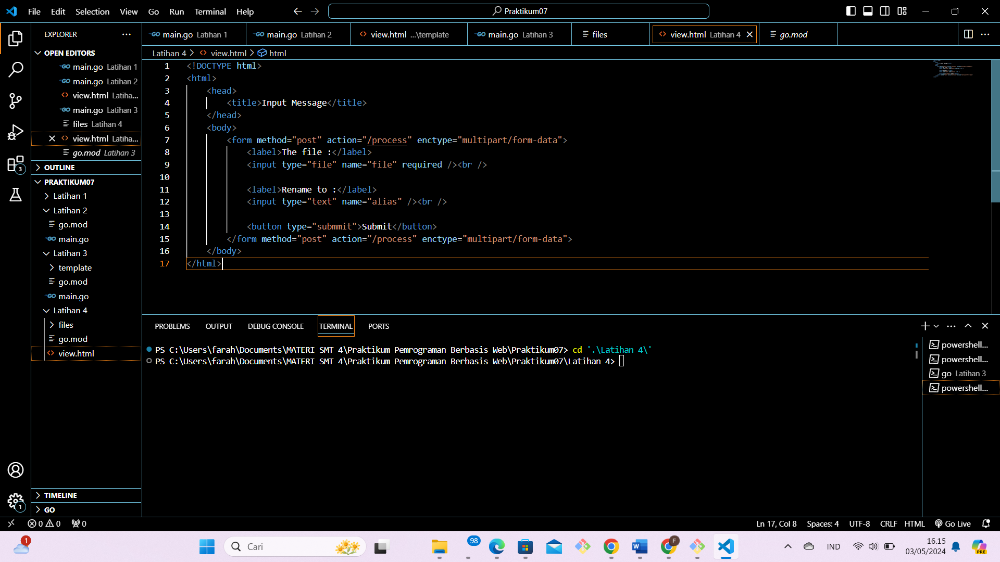 File Edit Selection View Go Run Terminal Help
Praktikum07
EXPLORER
main.go Latihan 1
main.go Latihan 2
view.html ...\template
main.go Latihan 3
files
view.html Latihan 4
go.mod
Latihan 4 > view.html > html
OPEN EDITORS
main.go Latihan 1
main.go Latihan 2
view.html Latiha...
main.go Latihan 3
files Latihan 4
view.html Latiha...
go.mod Latihan 3
OUTLINE
PRAKTIKUM07
Latihan 1
Latihan 2
go.mod
main.go
Latihan 3
template
go.mod
main.go
Latihan 4
files
go.mod
view.html
TIMELINE
GO
3
1
1 <!DOCTYPE html>
2 <html>
3 <head>
4 <title>Input Message</title>
5 </head>
6 <body>
7 <form method="post" action="/process" enctype="multipart/form-data">
8 <label>The file :</label>
9 <input type="file" name="file" required /><br />
10
11 <label>Rename to :</label>
12 <input type="text" name="alias" /><br />
13
14 <button type="submmit">Submit</button>
15 </form method="post" action="/process" enctype="multipart/form-data">
16 </body>
17 </html>
PROBLEMS OUTPUT DEBUG CONSOLE TERMINAL PORTS
PS C:\Users\farah\Documents\MATERI SMT 4\Praktikum Pemrograman Berbasis Web\Praktikum07> cd '.\Latihan 4\'
PS C:\Users\farah\Documents\MATERI SMT 4\Praktikum Pemrograman Berbasis Web\Praktikum07\Latihan 4>
powershell...
powershell...
go Latihan 3
powershell...
0 0 0
Ln 17, Col 8 Spaces: 4 UTF-8 CRLF HTML Go Live
1
Cari
98
F
IND
16.15
03/05/2024
PRE